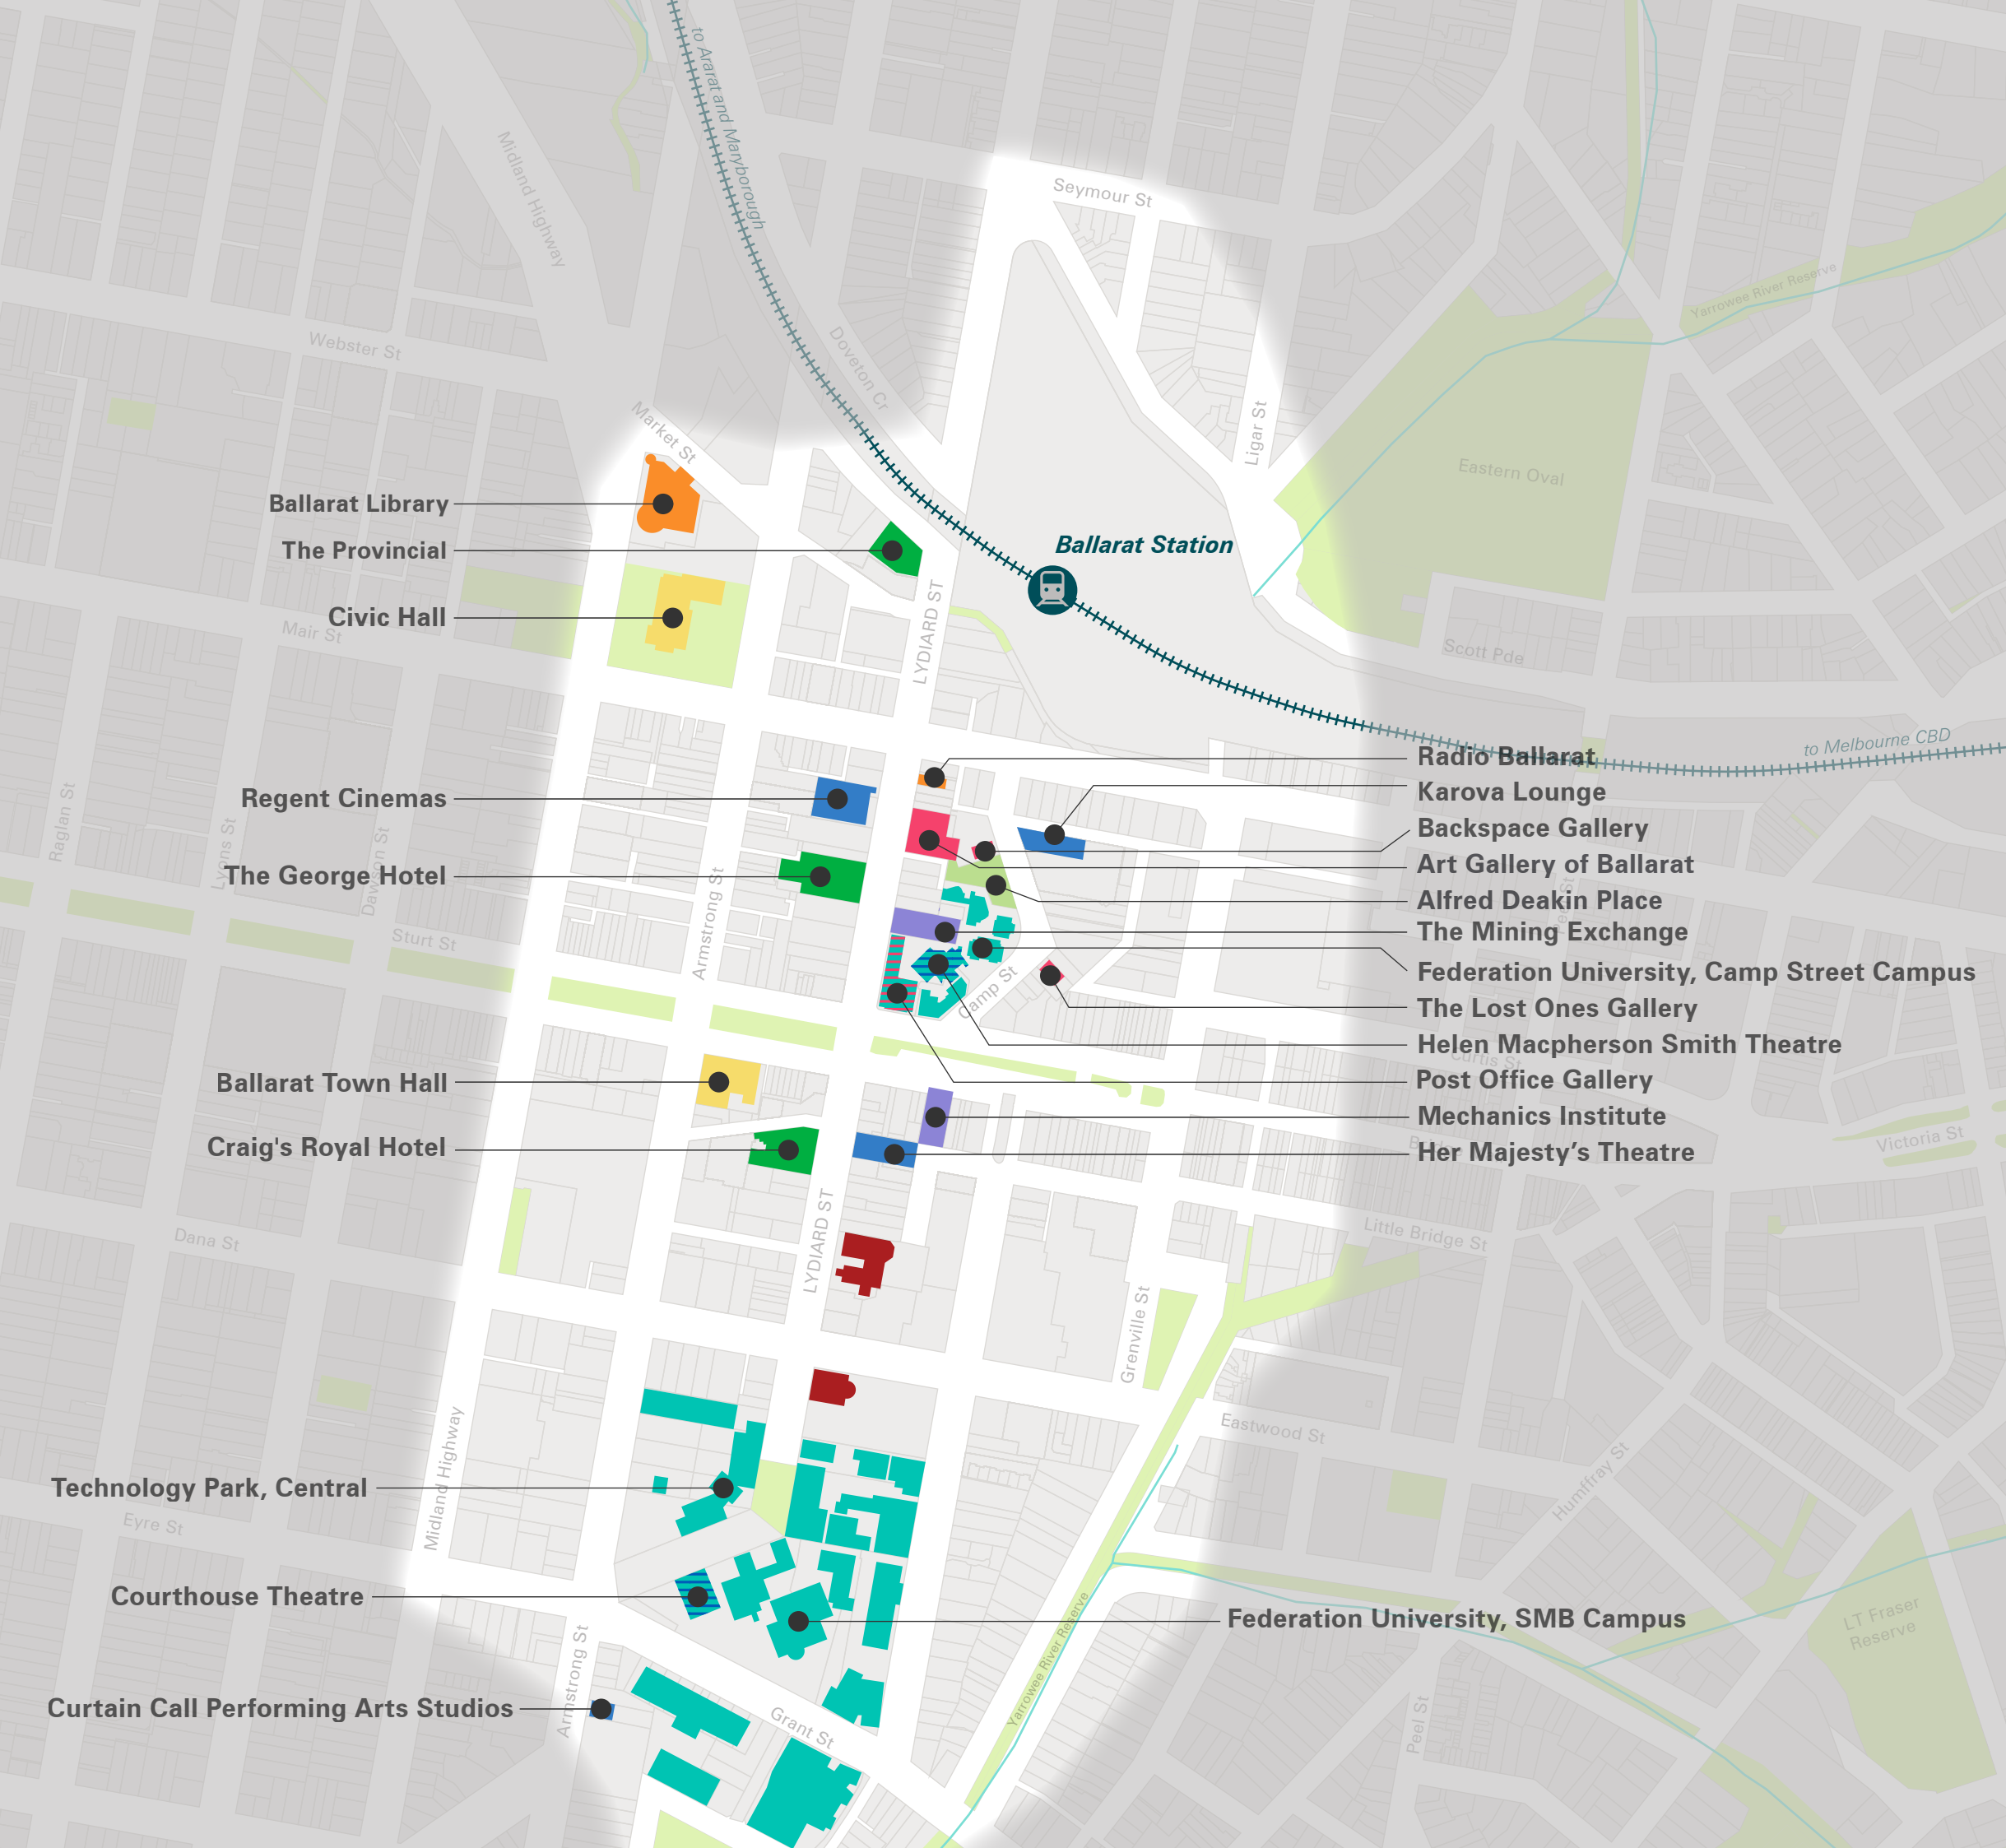 to Ararat and Maryborough
Midland Highway
Seymour St
Yarrowee River Reserve
Webster St
Doveton Cr
Market St
Ligar St
Eastern Oval
Ballarat Library
The Provincial
Ballarat Station
Civic Hall
Mair St
LYDIARD ST
Scott Pde
to Melbourne CBD
Radio Ballarat
Karova Lounge
Regent Cinemas
Raglan St
Lyons St
Dawson St
Backspace Gallery
Art Gallery of Ballarat
The George Hotel
Armstrong St
Alfred Deakin Place
Peel St
The Mining Exchange
Sturt St
Federation University, Camp Street Campus
Camp St
The Lost Ones Gallery
Helen Macpherson Smith Theatre
Curtis St
Ballarat Town Hall
Post Office Gallery
Mechanics Institute
Victoria St
Craig's Royal Hotel
Her Majesty’s Theatre
Dana St
LYDIARD ST
Little Bridge St
Grenville St
Eastwood St
Humffray St
Midland Highway
Technology Park, Central
Eyre St
Courthouse Theatre
Federation University, SMB Campus
LT Fraser
Reserve
Yarrowee River Reserve
Armstrong St
Curtain Call Performing Arts Studios
Grant St
Peel St